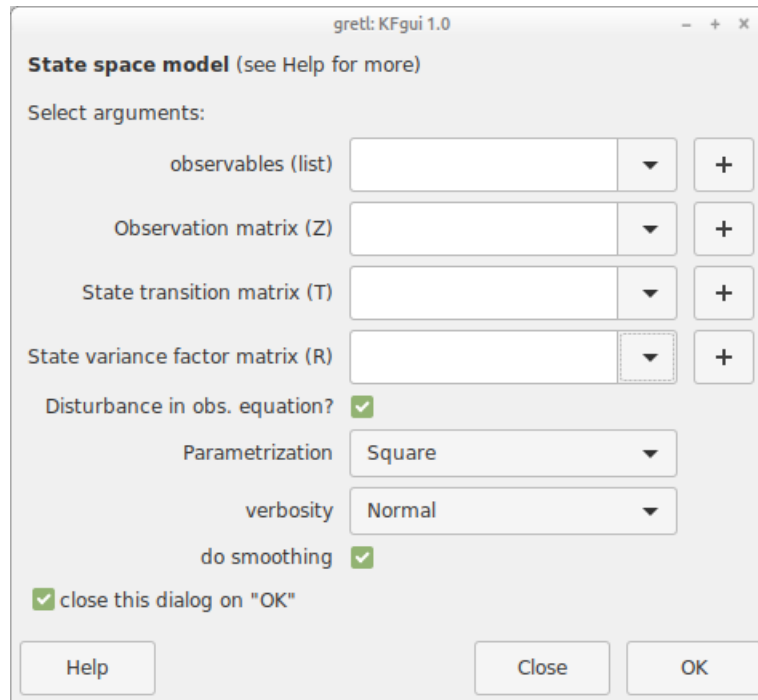 gretl: KFgui 1.0
State space model (see Help for more)
Select arguments:
observables (list)
+
Observation matrix (Z)
+
State transition matrix (T)
+
State variance factor matrix (R)
+
Disturbance in obs. equation?
Parametrization Square
verbosity Normal
do smoothing
close this dialog on "OK"
Help Close OK